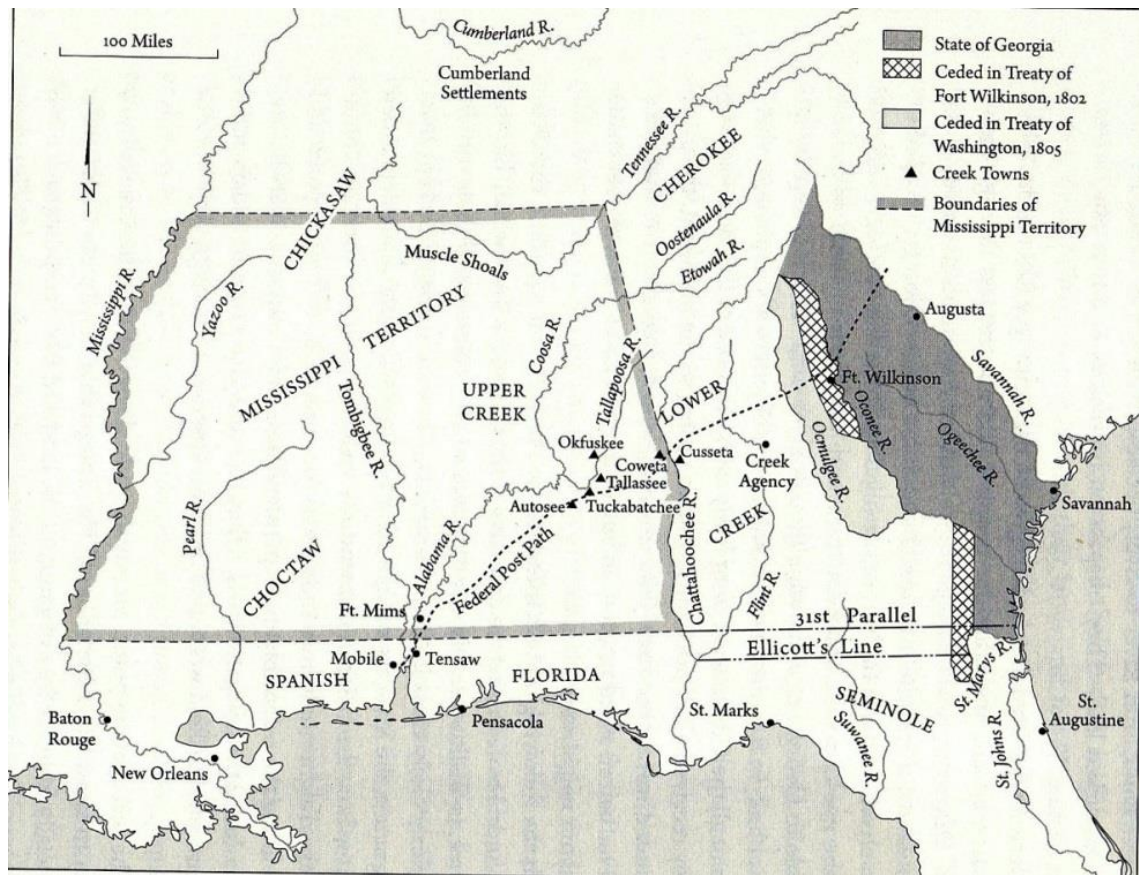 100 Miles
N
Cumberland R.
Cumberland
Settlements
State of Georgia
Ceded in Treaty of
Fort Wilkinson, 1802
Ceded in Treaty of
Washington, 1805
Creek Towns
Boundaries of
Mississippi Territory
Tennessee R.
CHEROKEE
CHICKASAW
Oostenaula R.
Etowah R.
Muscle Shoals
Mississippi R.
Yazoo R.
MISSISSIPPI TERRITORY
Tombigbee R.
UPPER
CREEK
Coosa R.
Tallapoosa R.
LOWER
CREEK
Augusta
Savannah R.
Ft. Wilkinson
Oconee R.
Ogeechee R.
Ocmulgee R.
Okfuskee
Coweta
Cusseta
Tallassee
Creek
Agency
Tuckabatchee
Autosee
Savannah
Pearl R.
Alabama R.
Federal Post Path
Chattahoochee R.
Flint R.
CHOCTAW
Ft. Mims
31st Parallel
Ellicott's Line
Mobile
Tensaw
SPANISH
FLORIDA
St. Marys R.
SEMINOLE
Baton
Rouge
Pensacola
St. Marks
Suwanee R.
St. Johns R.
St.
Augustine
New Orleans